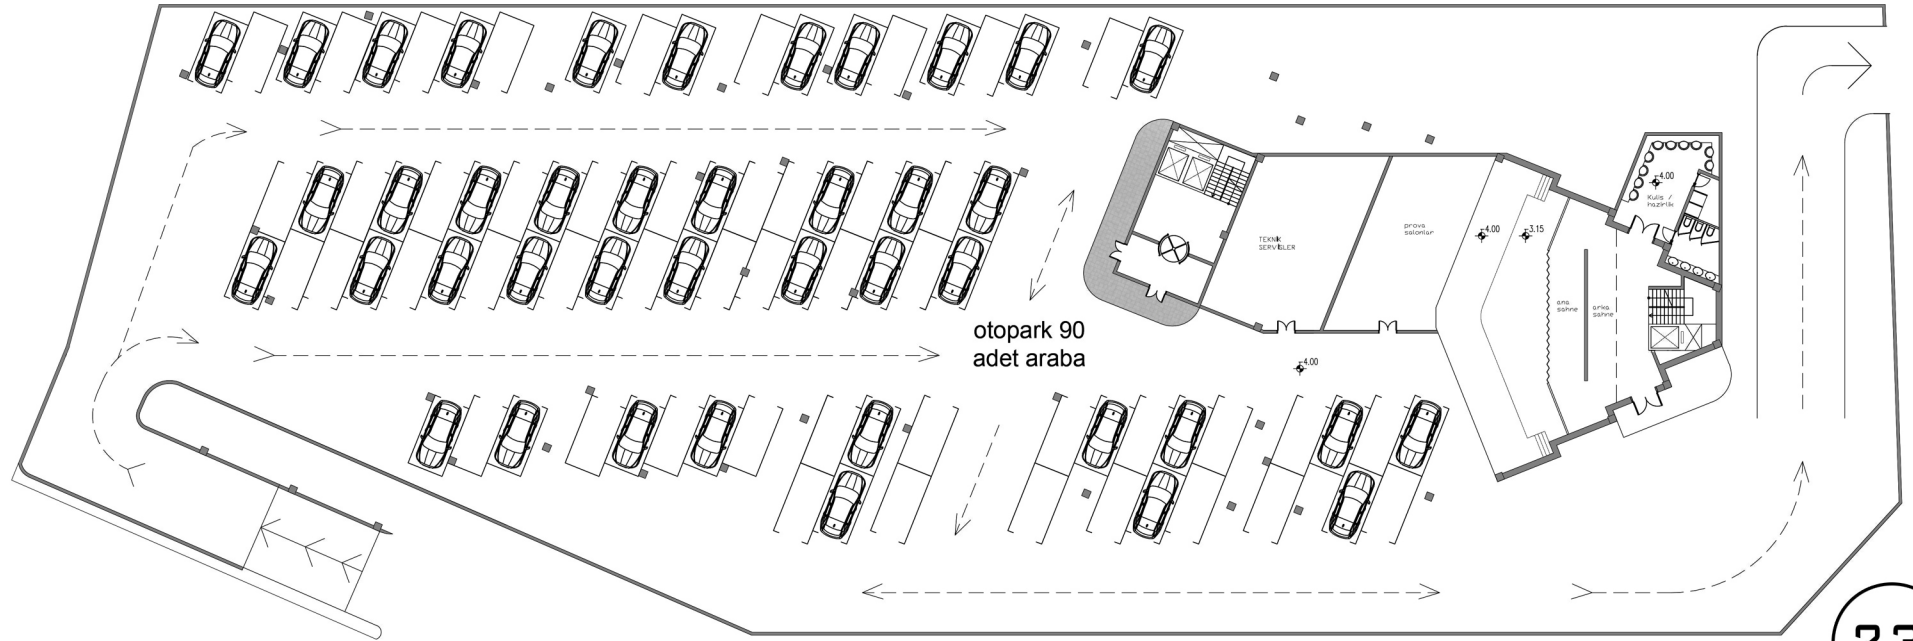 -4.00
Kulis /
hazirlik
TEKNİK
SERVİSLER
prova
salonlar
-4.00
-3.15
ana
sahne
arka
sahne
otopark 90
adet araba
-4.00